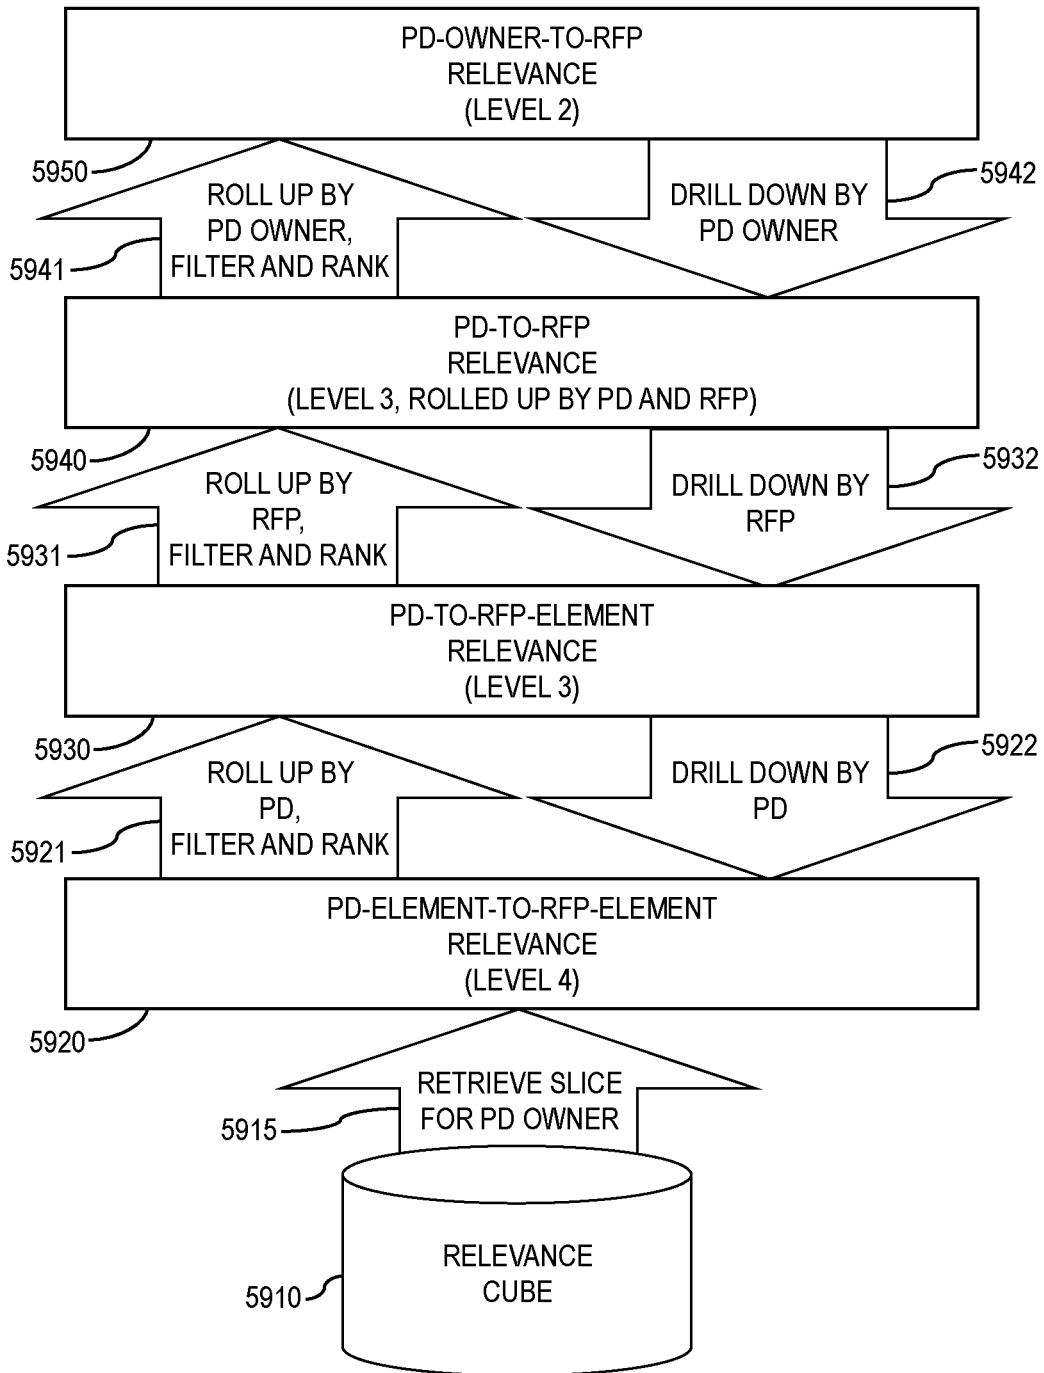 PD-OWNER-TO-RFP
RELEVANCE
(LEVEL 2)
5950
ROLL UP BY
PD OWNER,
FILTER AND RANK
5941
DRILL DOWN BY
PD OWNER
5942
PD-TO-RFP
RELEVANCE
(LEVEL 3, ROLLED UP BY PD AND RFP)
5940
ROLL UP BY
RFP,
FILTER AND RANK
5931
DRILL DOWN BY
RFP
5932
PD-TO-RFP-ELEMENT
RELEVANCE
(LEVEL 3)
5930
ROLL UP BY
PD,
FILTER AND RANK
5921
DRILL DOWN BY
PD
5922
PD-ELEMENT-TO-RFP-ELEMENT
RELEVANCE
(LEVEL 4)
5920
RETRIEVE SLICE
FOR PD OWNER
5915
RELEVANCE
CUBE
5910